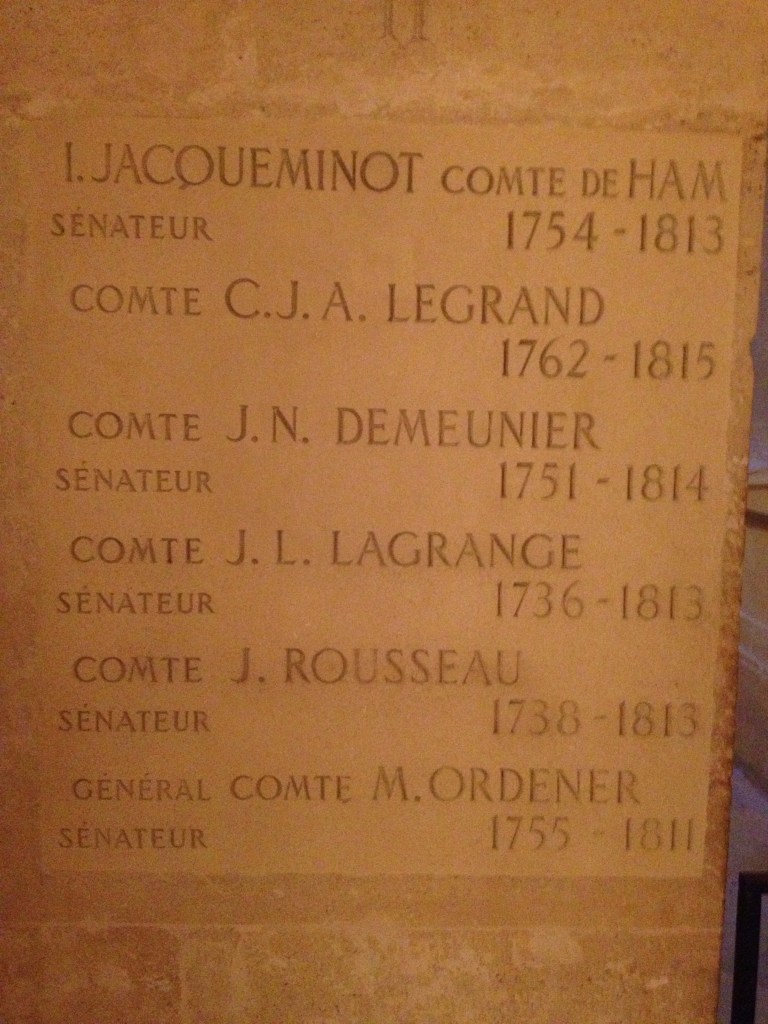 II
I. JACQUEMINOT COMTE DE HAM
SÉNATEUR 1754 - 1813
COMTE C.J.A. LEGRAND
1762 - 1815
COMTE J.N. DEMEUNIER
SÉNATEUR 1751 - 1814
COMTE J.L. LAGRANGE
SÉNATEUR 1736 - 1813
COMTE J. ROUSSEAU
SÉNATEUR 1738 - 1813
GÉNÉRAL COMTE M. ORDENER
SÉNATEUR 1755 - 1811